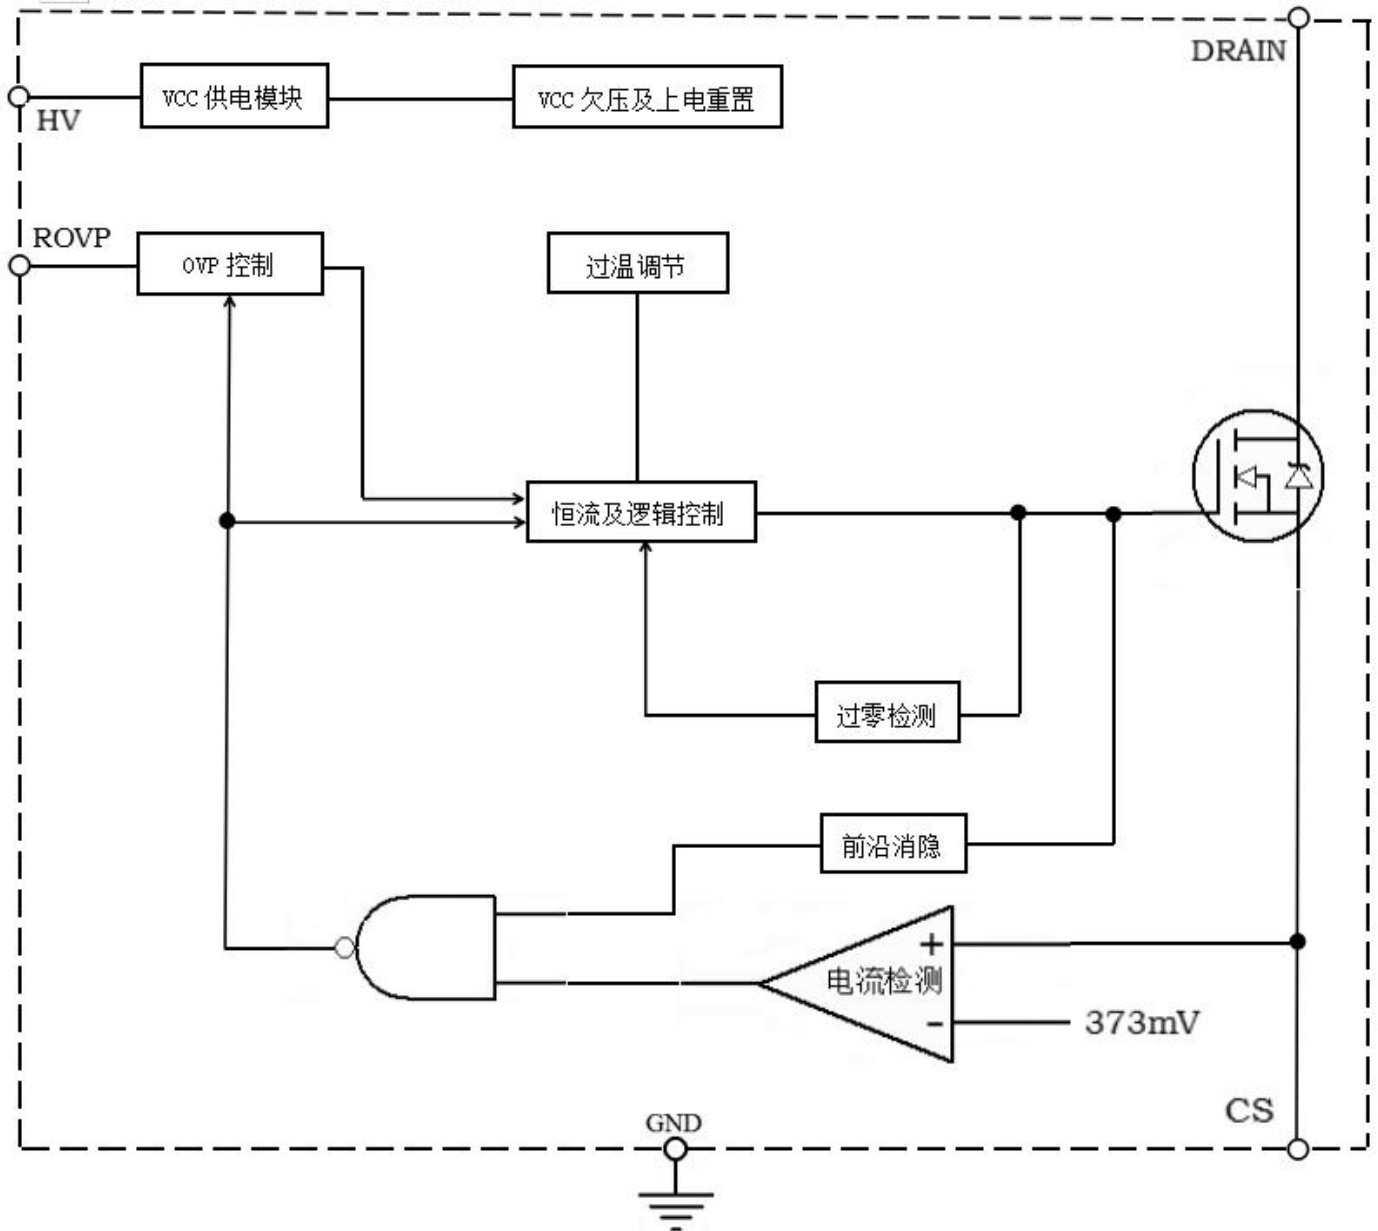 DRAIN
VCC 供电模块
VCC 欠压及上电重置
HV
ROVP
OVP 控制
过温调节
恒流及逻辑控制
过零检测
前沿消隐
+
电流检测
-
373mV
CS
GND